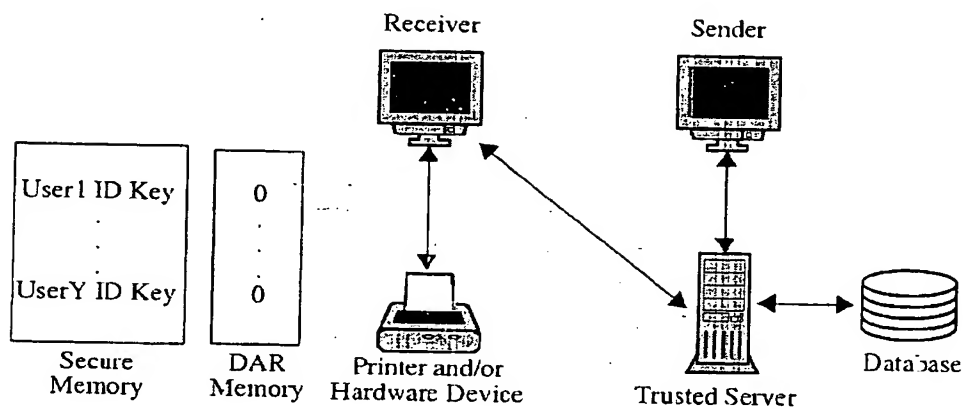 Receiver
Sender
User1 ID Key
0
UserY ID Key
0
Secure
Memory
DAR
Memory
Printer and/or
Hardware Device
Trusted Server
Database